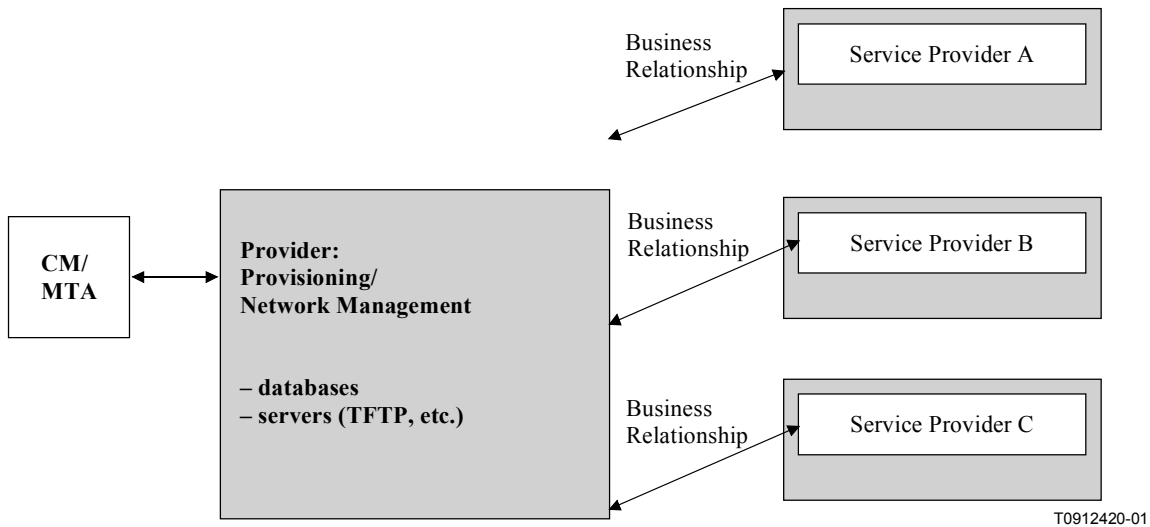 Business
Relationship
Service Provider A
CM/
MTA
Provider:
Provisioning/
Network Management
– databases
– servers (TFTP, etc.)
Business
Relationship
Service Provider B
Business
Relationship
Service Provider C
T0912420-01